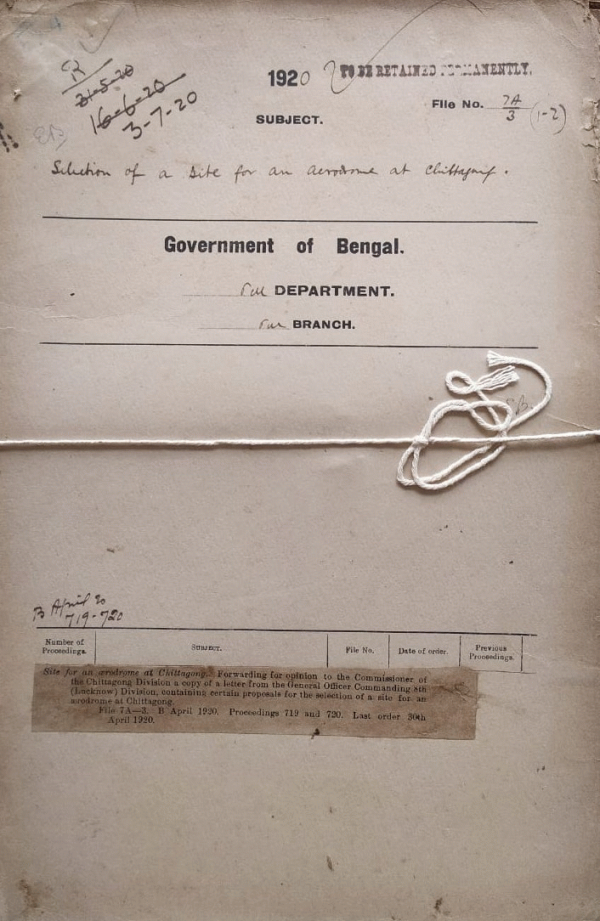 R
31-5-20
16-6-20
3-7-20
1920
TO BE RETAINED PERMANENTLY.
File No. 7A/3 (1-2)
SUBJECT.
Selection of a site for an aerodrome at Chittagong.
Government of Bengal.
Pol DEPARTMENT.
Pol BRANCH.
B April 20
719-720
Number of Proceedings.
SUBJECT.
File No.
Date of order.
Previous Proceedings.
Site for an ærodrome at Chittagong. Forwarding for opinion to the Commissioner of
the Chittagong Division a copy of a letter from the General Officer Commanding 8th
(Lucknow) Division, containing certain proposals for the selection of a site for an
ærodrome at Chittagong.
File 7A—3. B April 1920. Proceedings 719 and 720. Last order 30th
April 1920.